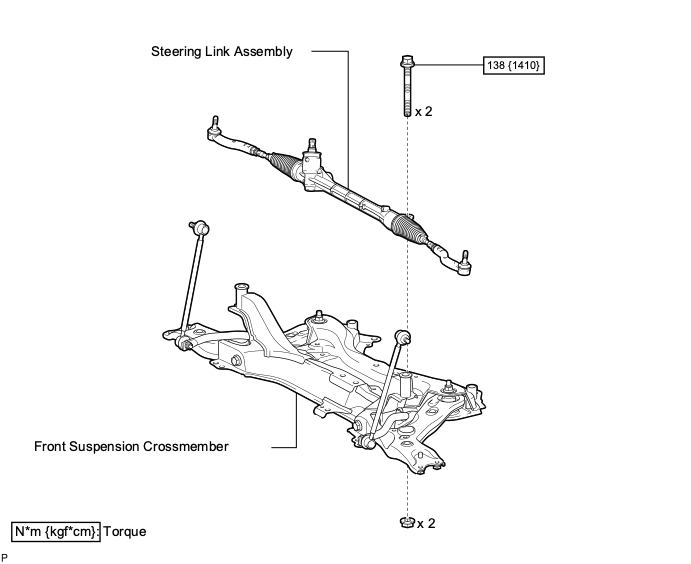 Steering Link Assembly
138 {1410}
x 2
Front Suspension Crossmember
x 2
N*m {kgf*cm}: Torque
P